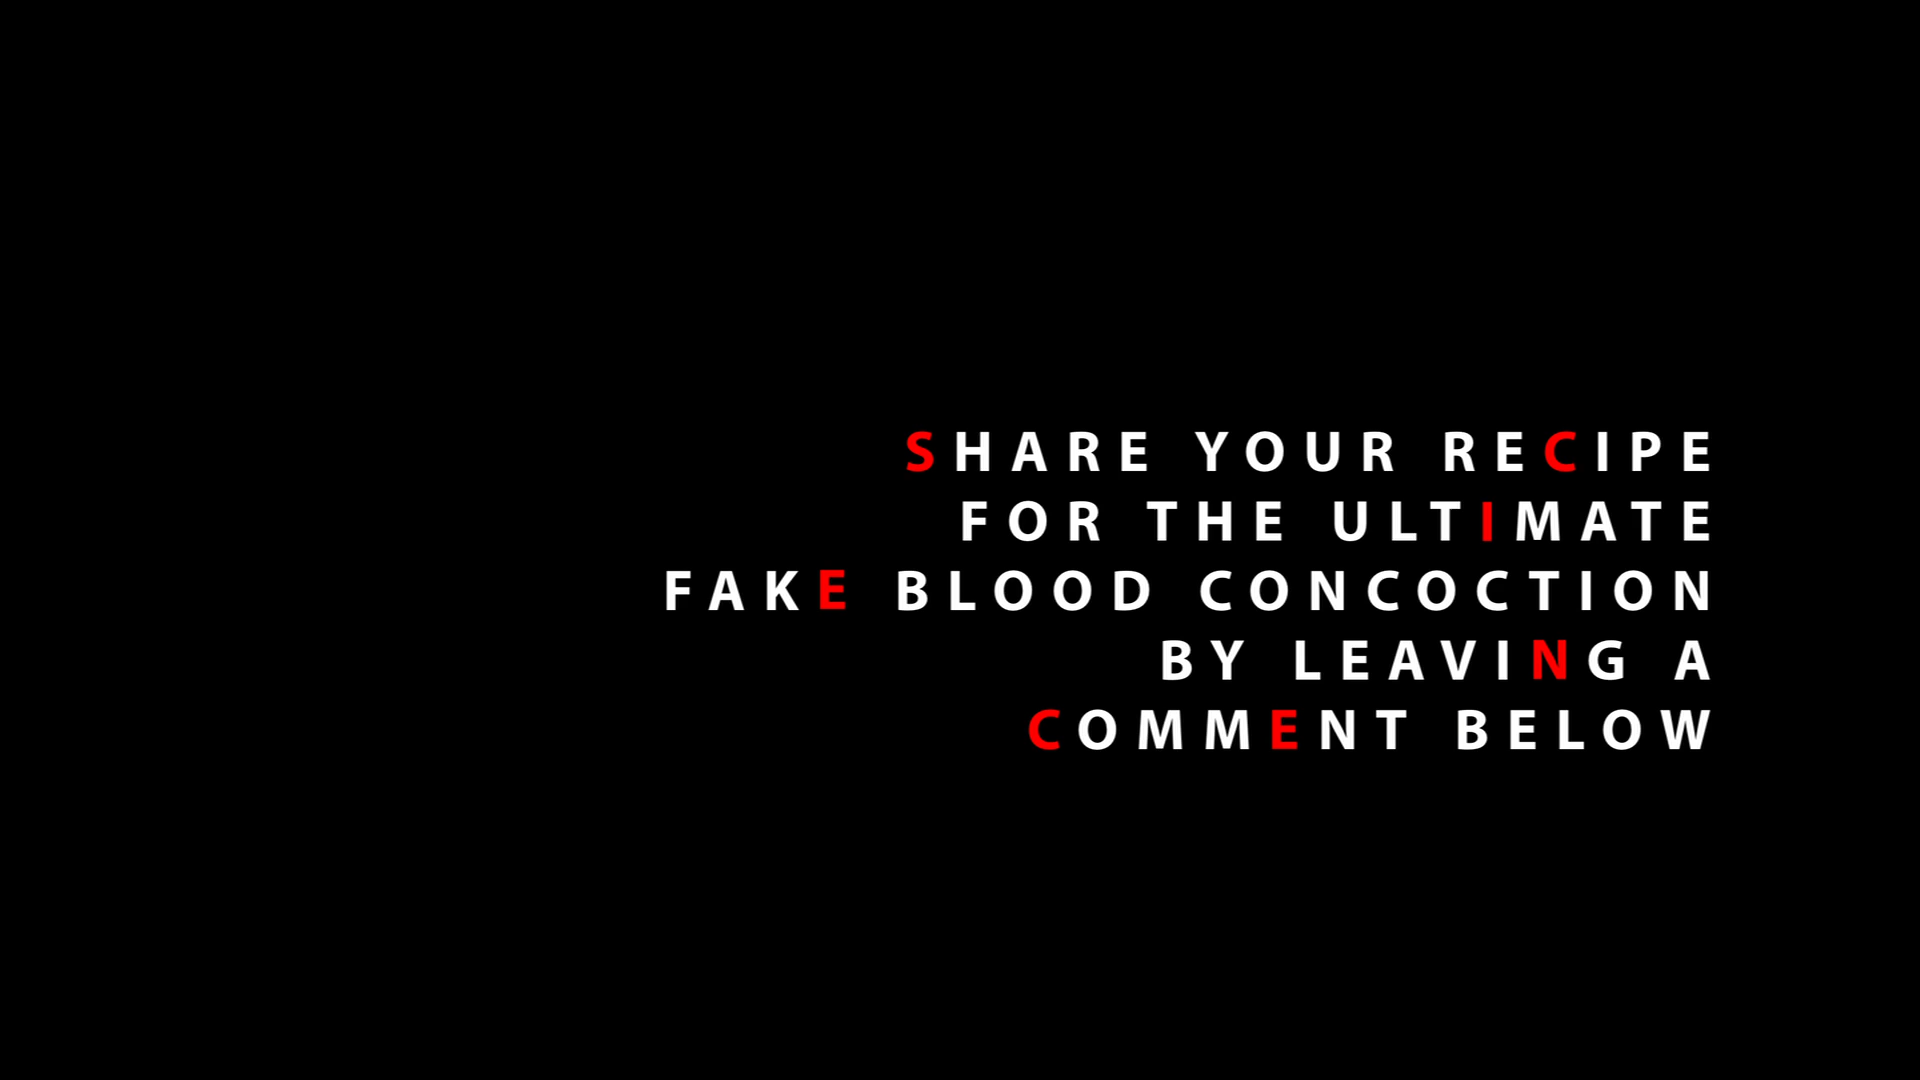 SHARE YOUR RECIPE
FOR THE ULTIMATE
FAKE BLOOD CONCOCTION
BY LEAVING A
COMMENT BELOW